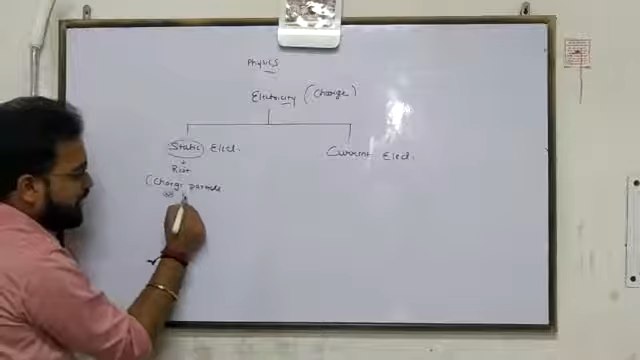 Physics
Electricity (Charge)
Static Elect.
Current Elect.
Rest
(Charge particle